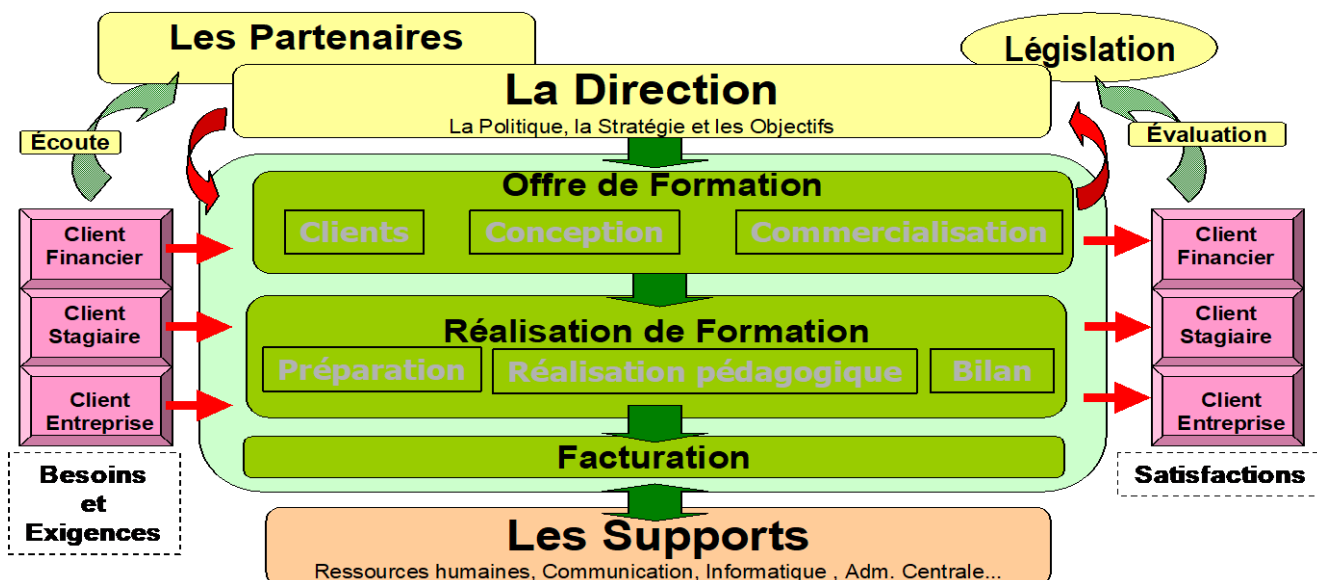 Les Partenaires
Législation
La Direction
La Politique, la Stratégie et les Objectifs
Écoute
Évaluation
Offre de Formation
Clients
Conception
Commercialisation
Client
Financier
Client
Stagiaire
Client
Entreprise
Réalisation de Formation
Préparation
Réalisation pédagogique
Bilan
Client
Financier
Client
Stagiaire
Client
Entreprise
Facturation
Besoins
et
Exigences
Satisfactions
Les Supports
Ressources humaines, Communication, Informatique , Adm. Centrale...